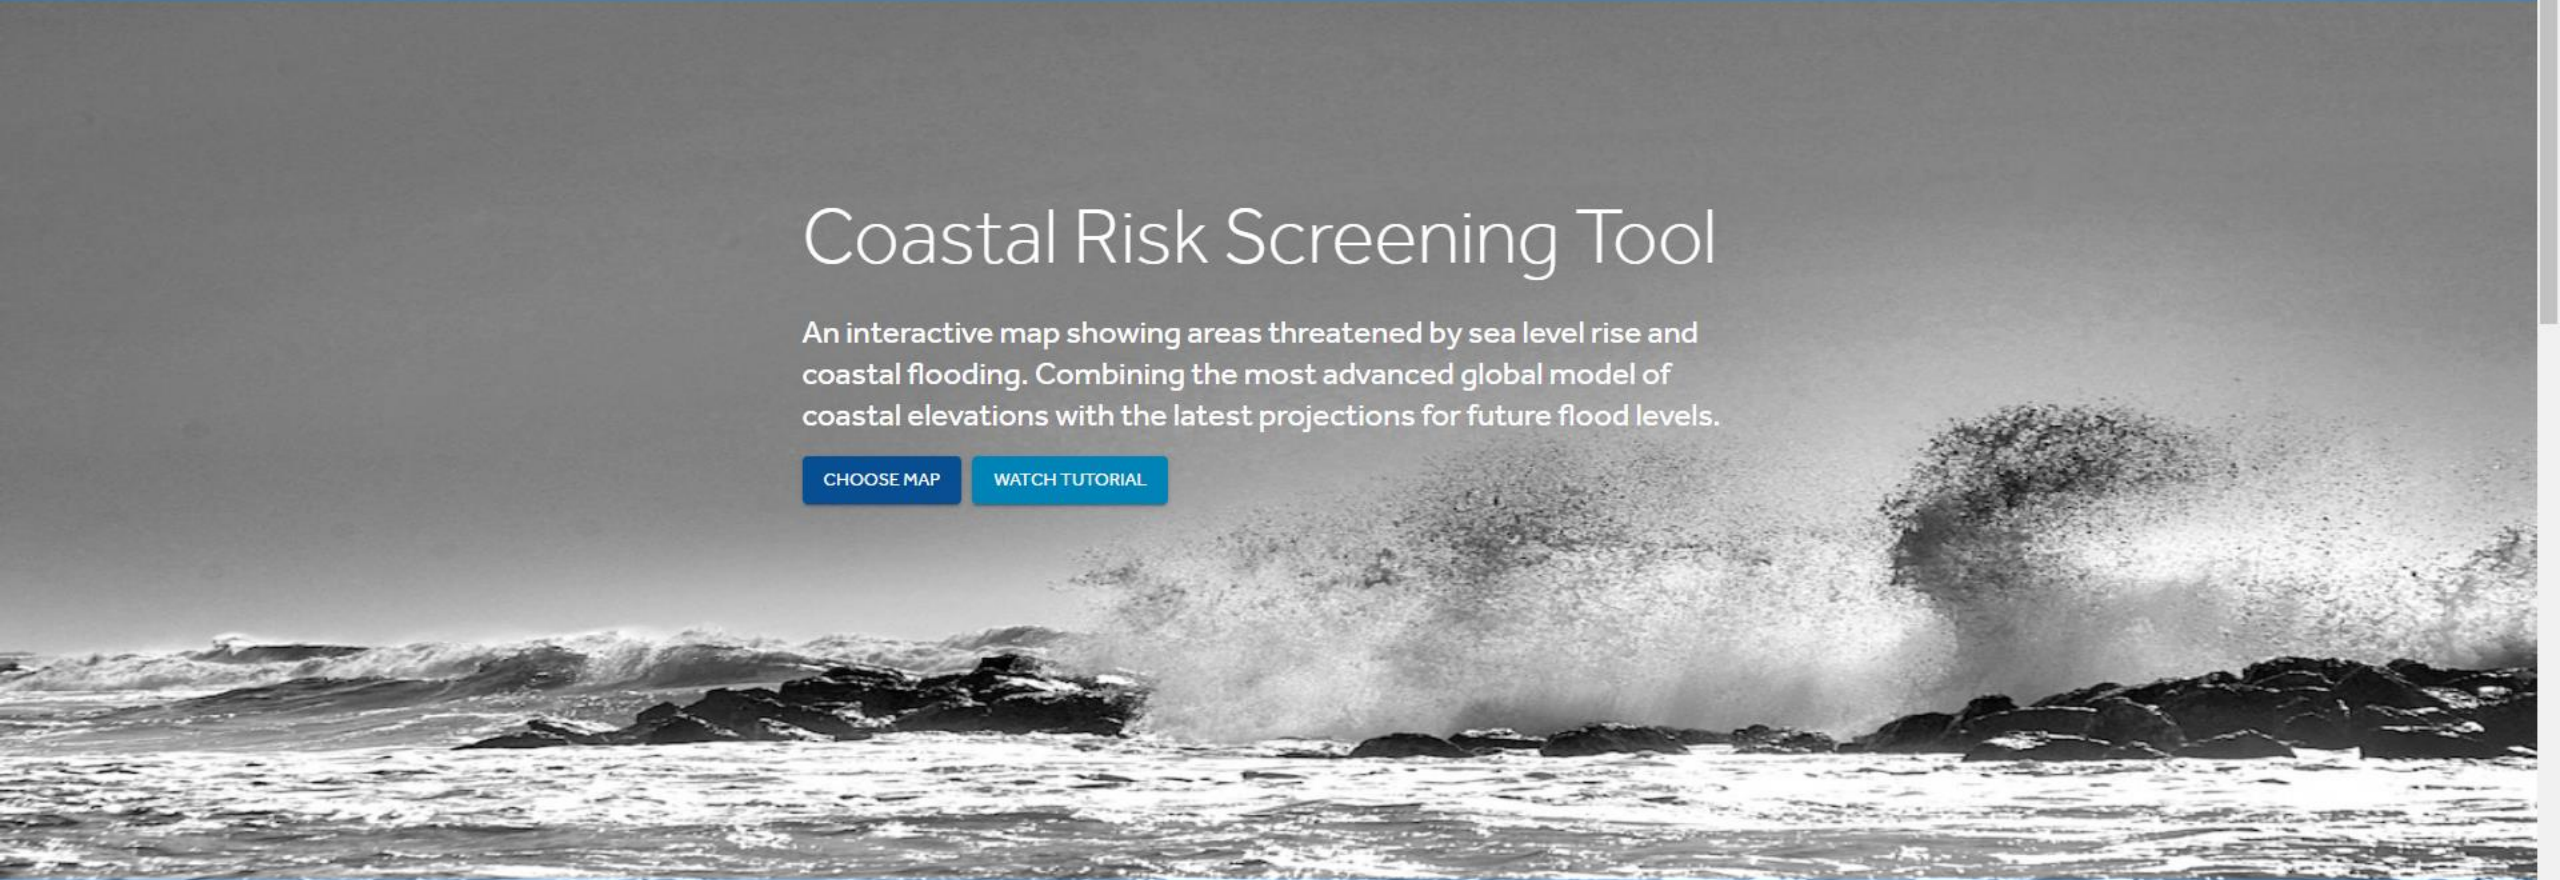 Coastal Risk Screening Tool
An interactive map showing areas threatened by sea level rise and
coastal flooding. Combining the most advanced global model of
coastal elevations with the latest projections for future flood levels.
CHOOSE MAP
WATCH TUTORIAL